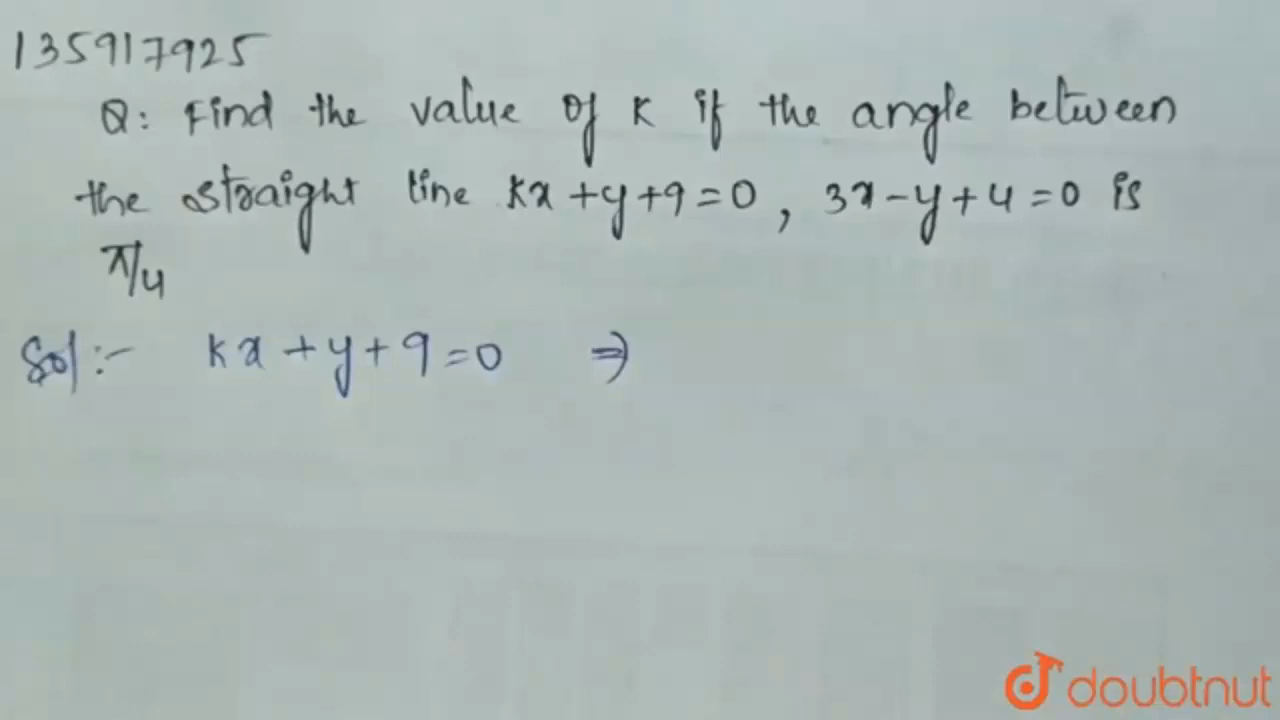 135917925
Q: Find the value of K if the angle between
the straight line kx+y+9=0, 3x-y+4=0 is
π/4
Sol:- kx+y+9=0 ⇒
doubtnut